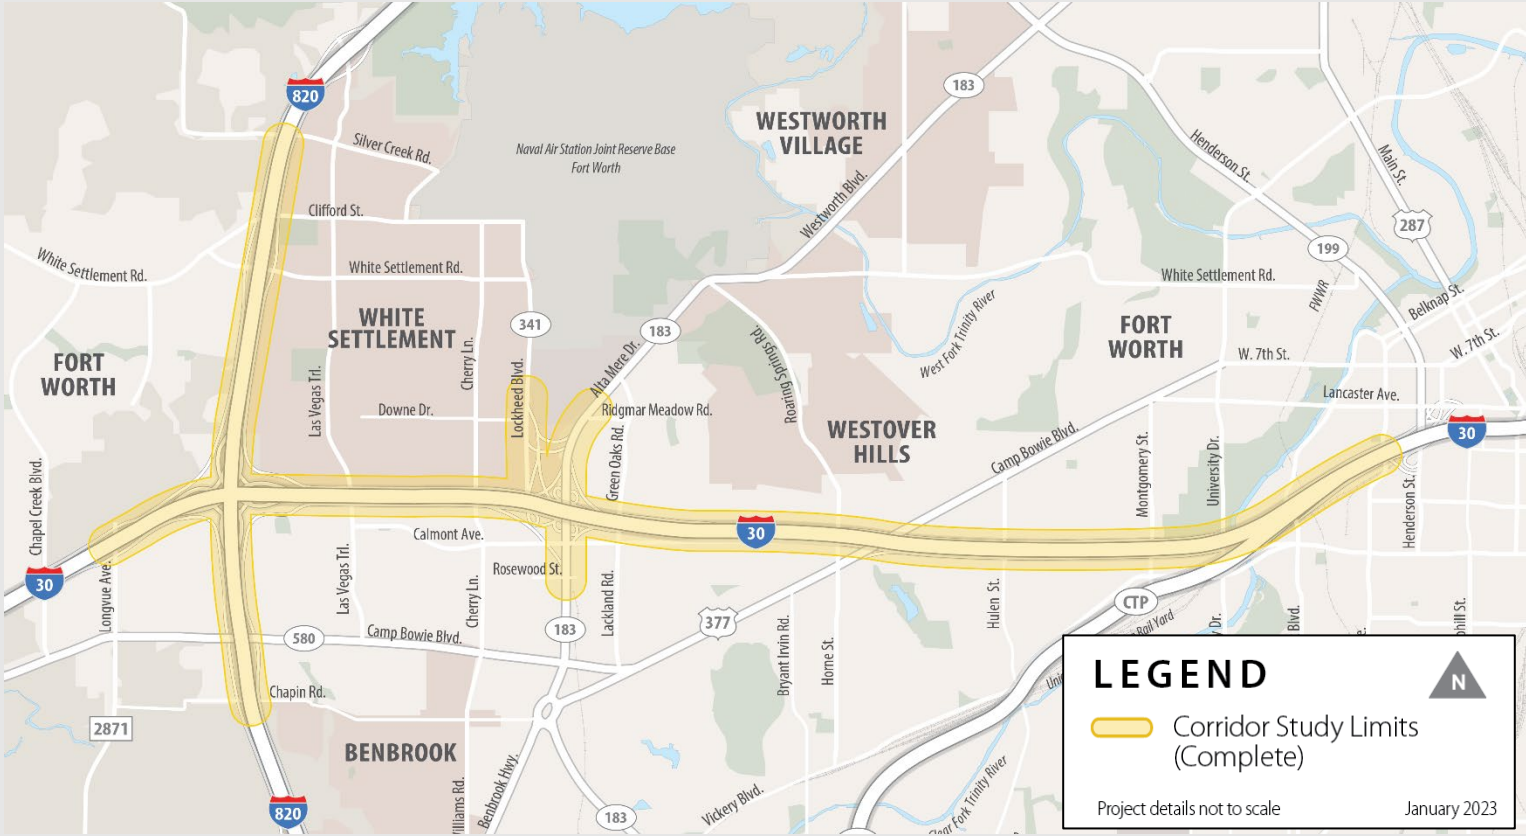 820
Silver Creek Rd.
Naval Air Station Joint Reserve Base
Fort Worth
WESTWORTH
VILLAGE
183
Henderson St.
Main St.
287
Clifford St.
Westworth Blvd.
199
White Settlement Rd.
White Settlement Rd.
White Settlement Rd.
FWWR
Belknap St.
WHITE
SETTLEMENT
341
183
West Fork Trinity River
FORT
WORTH
FORT
WORTH
W. 7th St.
W. 7th St.
Las Vegas Trl.
Cherry Ln.
Lockheed Blvd.
Alta Mere Dr.
Roaring Springs Rd.
Downe Dr.
Ridgmar Meadow Rd.
Lancaster Ave.
WESTOVER
HILLS
Camp Bowie Blvd.
30
Chapel Creek Blvd.
Green Oaks Rd.
Montgomery St.
University Dr.
Henderson St.
Calmont Ave.
30
30
Longvue Ave.
Las Vegas Trl.
Cherry Ln.
Rosewood St.
Lackland Rd.
Hulen St.
CTP
377
183
580
Camp Bowie Blvd.
Bryant Irvin Rd.
Horne St.
Rail Yard
Blvd.
Chapin Rd.
2871
BENBROOK
820
Benbrook Hwy.
183
Vickery Blvd.
LEGEND
N
Corridor Study Limits
(Complete)
Project details not to scale
January 2023